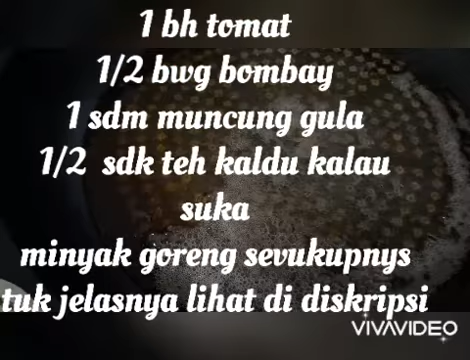 1 bh tomat
1/2 bwg bombay
1 sdm muncung gula
1/2 sdk teh kaldu kalau
suka
minyak goreng sevukupnys
tuk jelasnya lihat di diskripsi
VIVAVIDEO